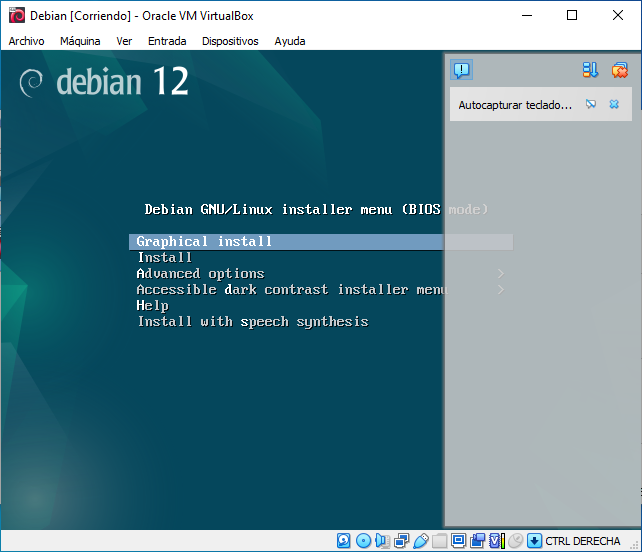 Debian [Corriendo] - Oracle VM VirtualBox
Archivo Máquina Ver Entrada Dispositivos Ayuda
debian 12
Autocapturar teclado...
Debian GNU/Linux installer menu (BIOS mode)
Graphical install
Install
Advanced options >
Accessible dark contrast installer menu >
Help
Install with speech synthesis
CTRL DERECHA